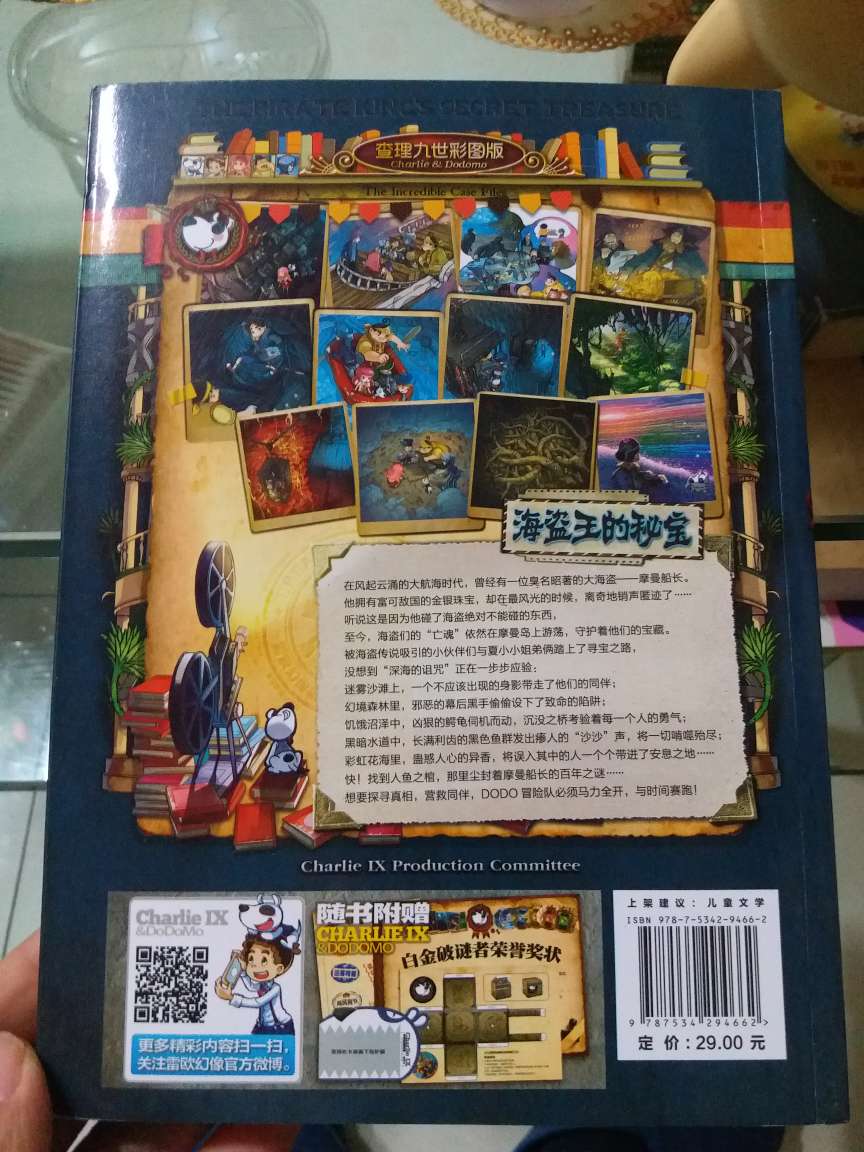 THE PIRATE KING'S SECRET TREASURE
查理九世彩图版
Charlie & Dodomo
The Incredible Case Files
海盗王的秘宝
在风起云涌的大航海时代，曾经有一位臭名昭著的大海盗——摩曼船长。
他拥有富可敌国的金银珠宝，却在最风光的时候，离奇地销声匿迹了……
听说这是因为他碰了海盗绝对不能碰的东西，
至今，海盗们的“亡魂”依然在摩曼岛上游荡，守护着他们的宝藏。
被海盗传说吸引的小伙伴们与夏小小姐弟俩踏上了寻宝之旅，
没想到“深海的诅咒”正在一步步应验：
迷雾沙滩上，一个不应该出现的身影带走了他们的同伴；
幻境森林里，邪恶的幕后黑手偷偷设下了致命的陷阱；
饥饿沼泽中，凶狠的鳄龟伺机而动，沉没之桥考验着每一个人的勇气；
黑暗水道中，长满利齿的黑色鱼群发出瘆人的“沙沙”声，将一切啃噬殆尽；
彩虹花海里，蛊惑人心的异香，将误入其中的人一个个带进了安息之地……
快！找到人鱼之棺，那里尘封着摩曼船长的百年之谜……
想要探寻真相，营救同伴，DODO冒险队必须马力全开，与时间赛跑！
Charlie IX Production Committee
Charlie IX
&DoDoMo
更多精彩内容扫一扫，
关注雷欧幻像官方微博。
随书附赠
CHARLIE IX
&DODOMO
白金破谜者荣誉奖状
上架建议：儿童文学
ISBN 978-7-5342-9466-2
9 787534 294662 >
定价：29.00元